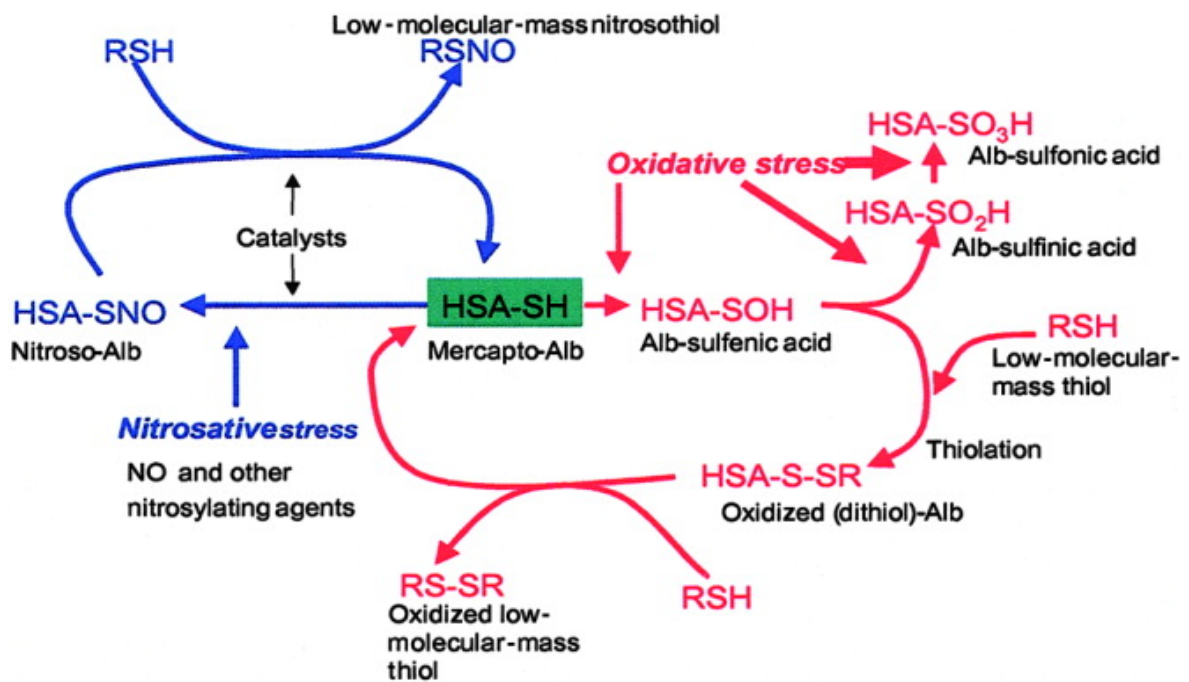 Low-molecular-mass nitrosothiol
RSH
RSNO
HSA-SO₃H
Alb-sulfonic acid
Oxidative stress
HSA-SO₂H
Alb-sulfinic acid
Catalysts
HSA-SNO
Nitroso-Alb
HSA-SH
Mercapto-Alb
HSA-SOH
Alb-sulfenic acid
RSH
Low-molecular-
mass thiol
Nitrosative stress
NO and other
nitrosylating agents
Thiolation
HSA-S-SR
Oxidized (dithiol)-Alb
RS-SR
Oxidized low-
molecular-mass
thiol
RSH